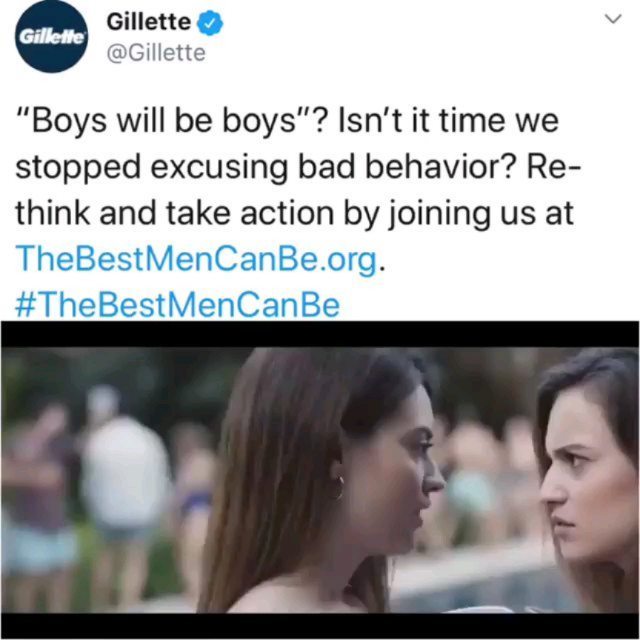 Gillette
Gillette
@Gillette
“Boys will be boys”? Isn’t it time we
stopped excusing bad behavior? Re-
think and take action by joining us at
TheBestMenCanBe.org.
#TheBestMenCanBe